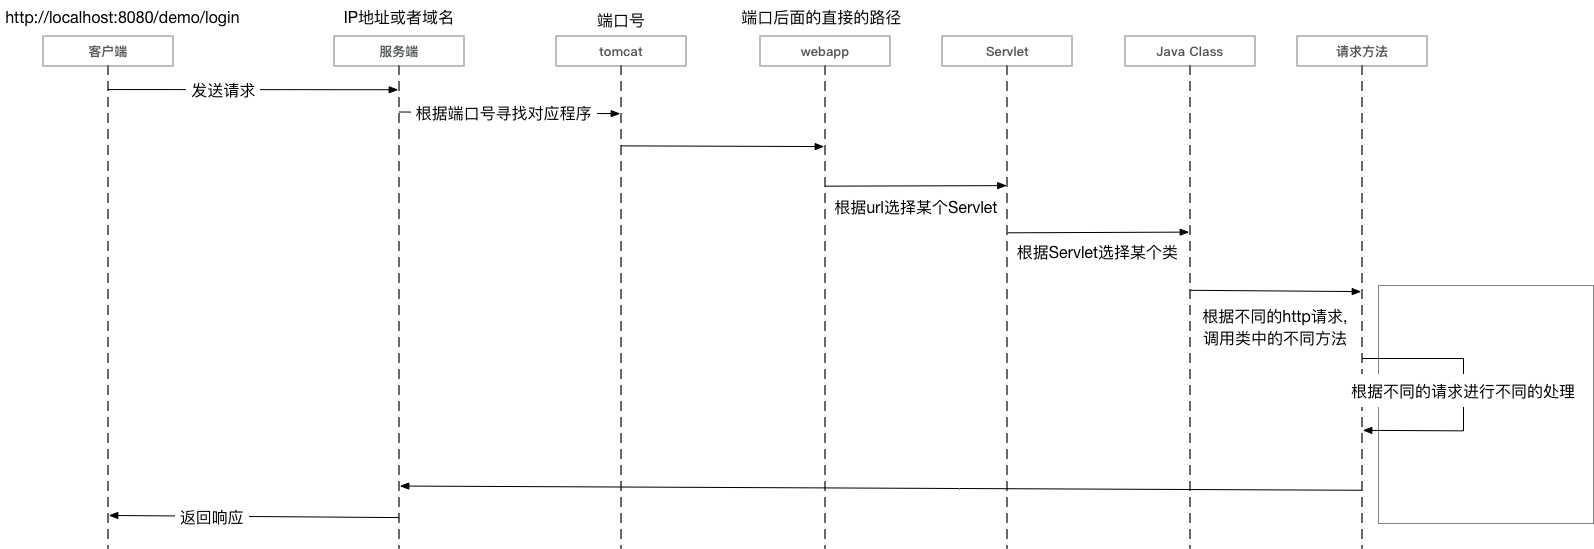 http://localhost:8080/demo/login
IP地址或者域名
端口号
端口后面的直接的路径
客户端
服务端
tomcat
webapp
Servlet
Java Class
请求方法
发送请求
根据端口号寻找对应程序
根据url选择某个Servlet
根据Servlet选择某个类
根据不同的http请求,
调用类中的不同方法
根据不同的请求进行不同的处理
返回响应